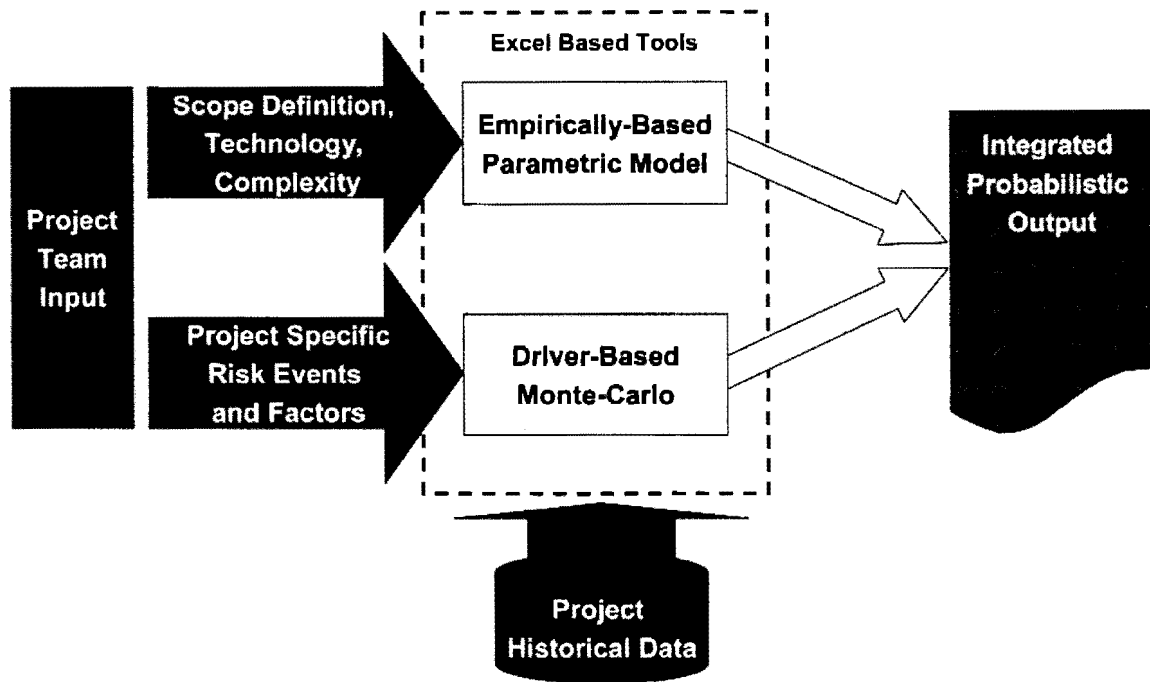 Excel Based Tools
Project
Team
Input
Scope Definition,
Technology,
Complexity
Empirically-Based
Parametric Model
Integrated
Probabilistic
Output
Project Specific
Risk Events
and Factors
Driver-Based
Monte-Carlo
Project
Historical Data